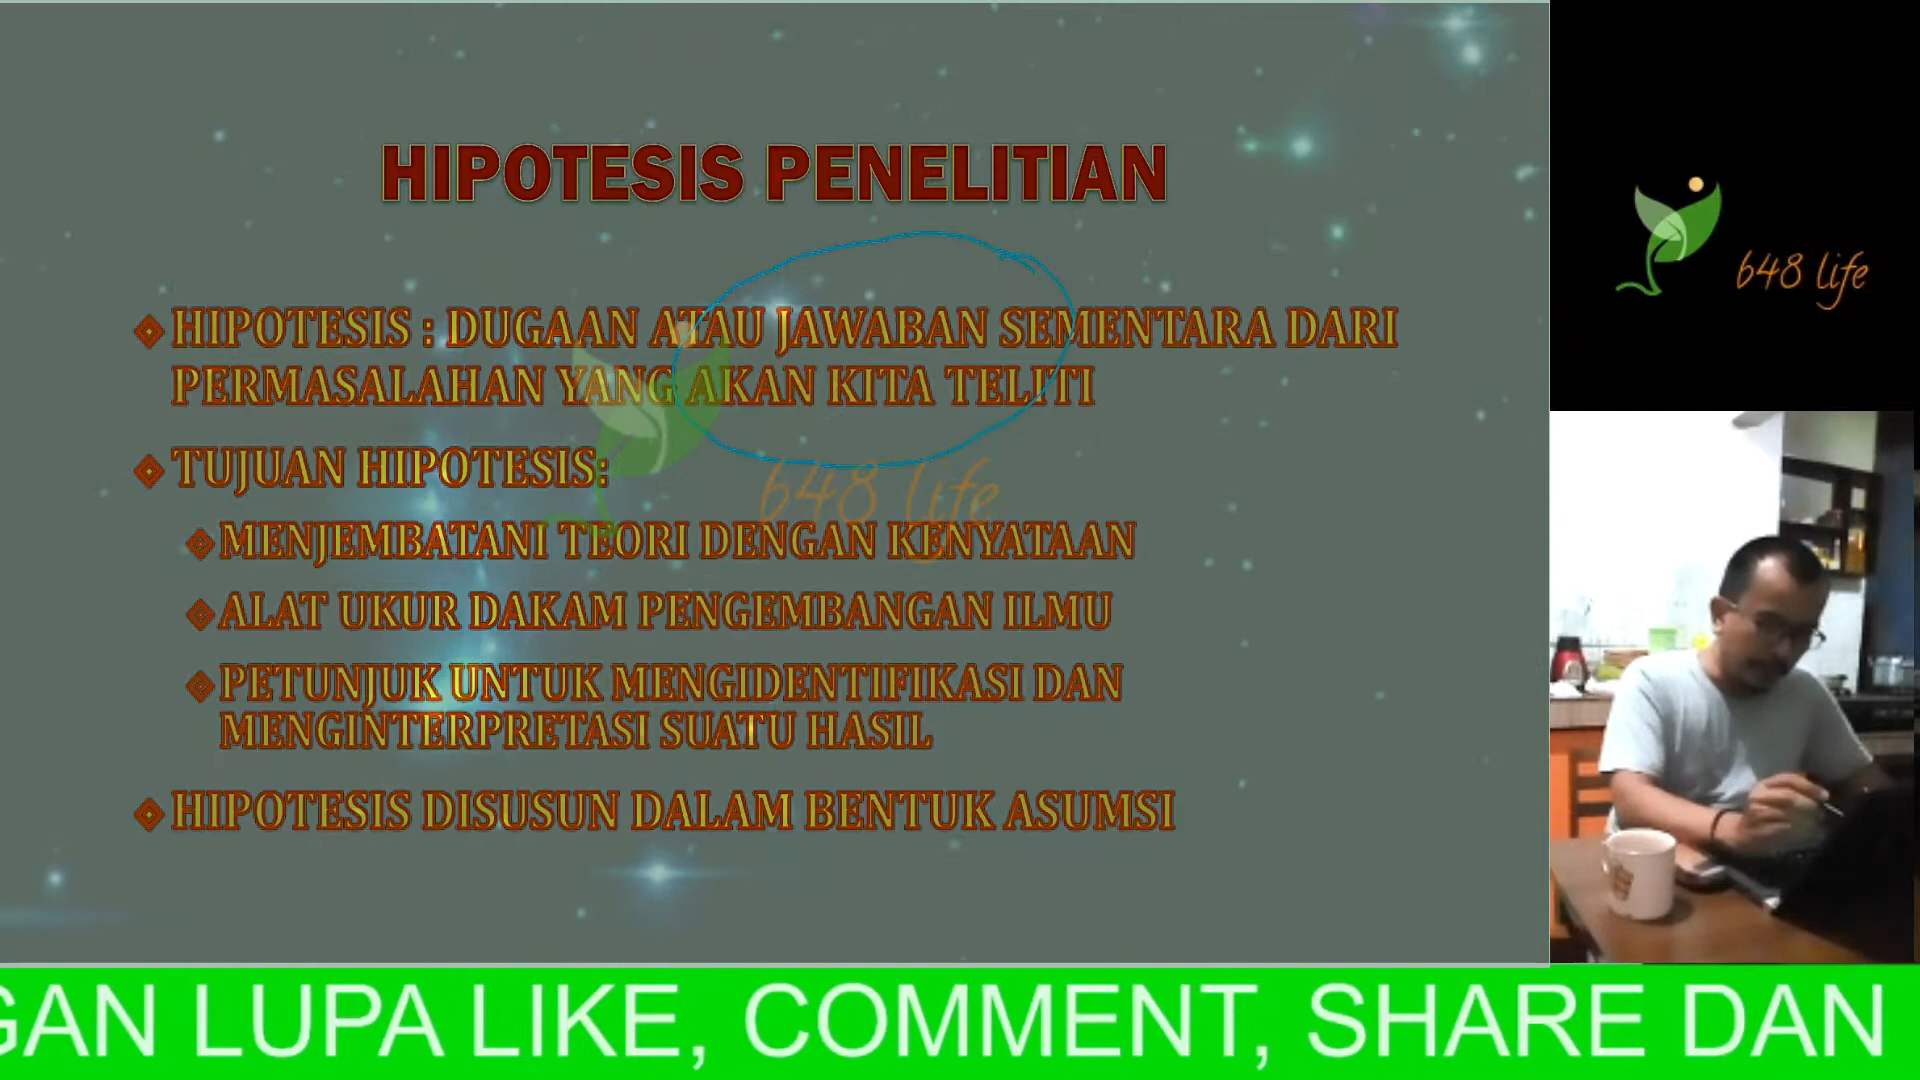 HIPOTESIS PENELITIAN
HIPOTESIS : DUGAAN ATAU JAWABAN SEMENTARA DARI
PERMASALAHAN YANG AKAN KITA TELITI
TUJUAN HIPOTESIS:
MENJEMBATANI TEORI DENGAN KENYATAAN
ALAT UKUR DAKAM PENGEMBANGAN ILMU
PETUNJUK UNTUK MENGIDENTIFIKASI DAN
MENGINTERPRETASI SUATU HASIL
HIPOTESIS DISUSUN DALAM BENTUK ASUMSI
648 life
648 life
GAN LUPA LIKE, COMMENT, SHARE DAN